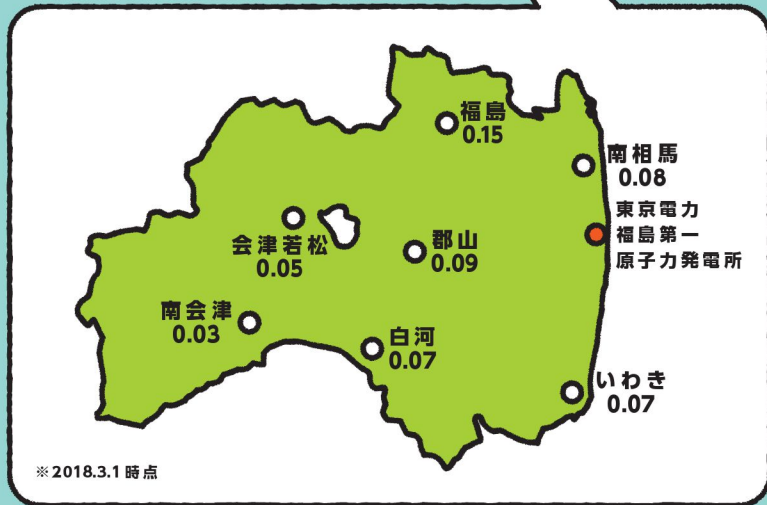 福島
0.15
南相馬
0.08
東京電力
福島第一
原子力発電所
会津若松
0.05
郡山
0.09
南会津
0.03
白河
0.07
いわき
0.07
※2018.3.1 時点